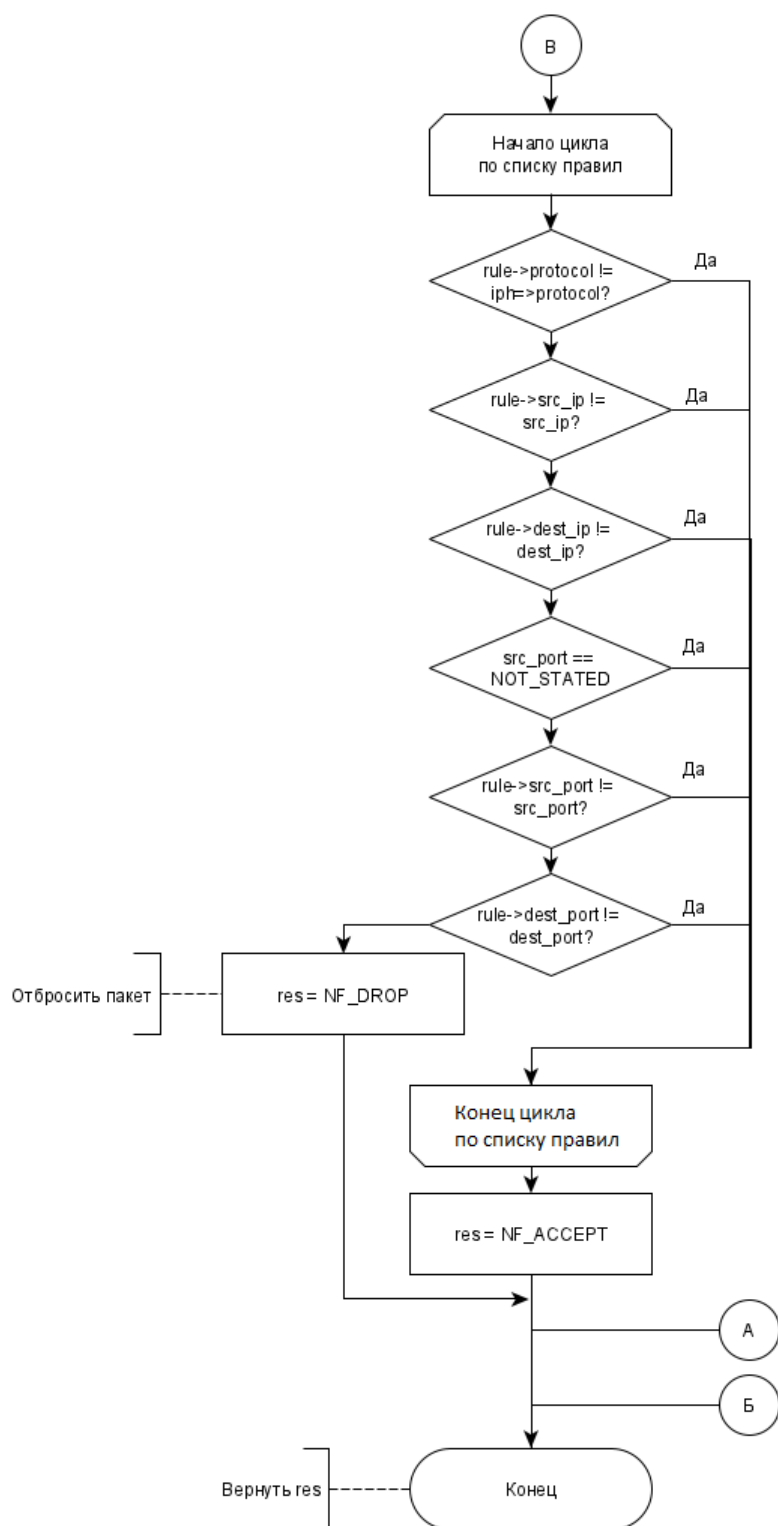 В
Начало цикла
по списку правил
rule->protocol !=
iph=>protocol?
Да
rule->src_ip !=
src_ip?
Да
rule->dest_ip !=
dest_ip?
Да
src_port ==
NOT_STATED
Да
rule->src_port !=
src_port?
Да
rule->dest_port !=
dest_port?
Да
Отбросить пакет
res = NF_DROP
Конец цикла
по списку правил
res = NF_ACCEPT
А
Б
Вернуть res
Конец